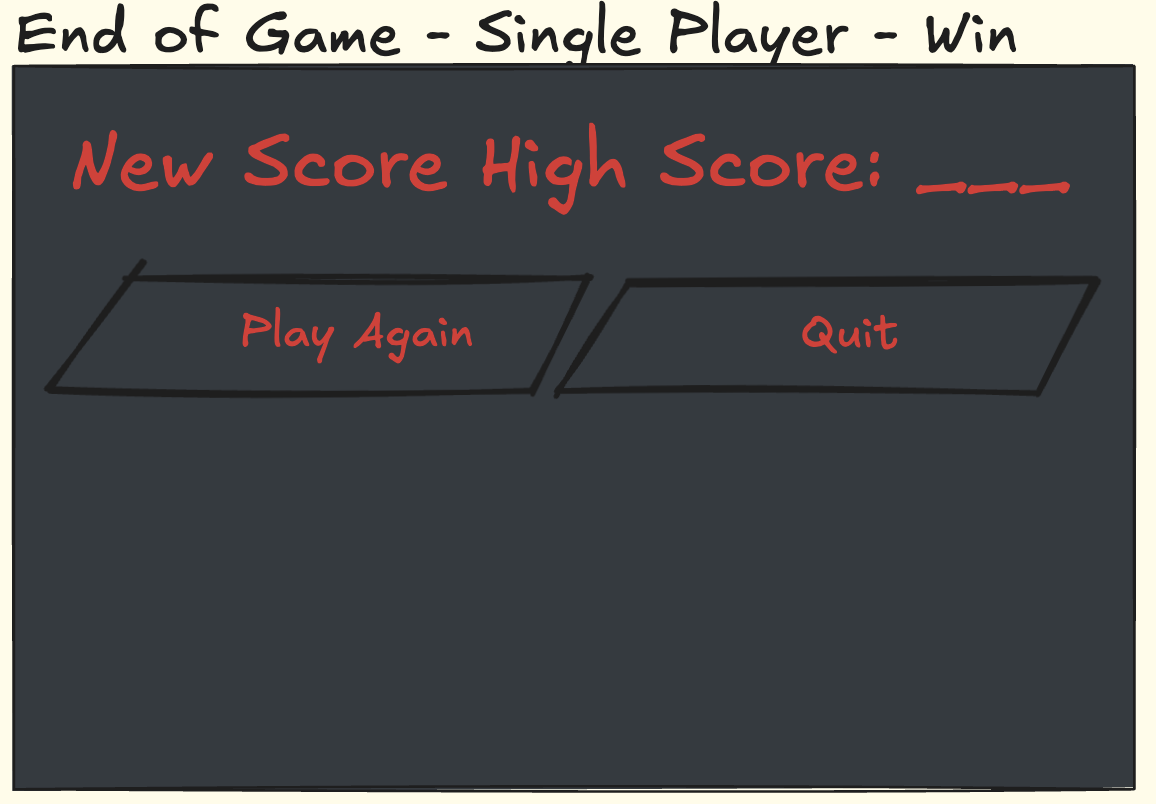 End of Game - Single Player - Win
New Score High Score: ___
Play Again
Quit